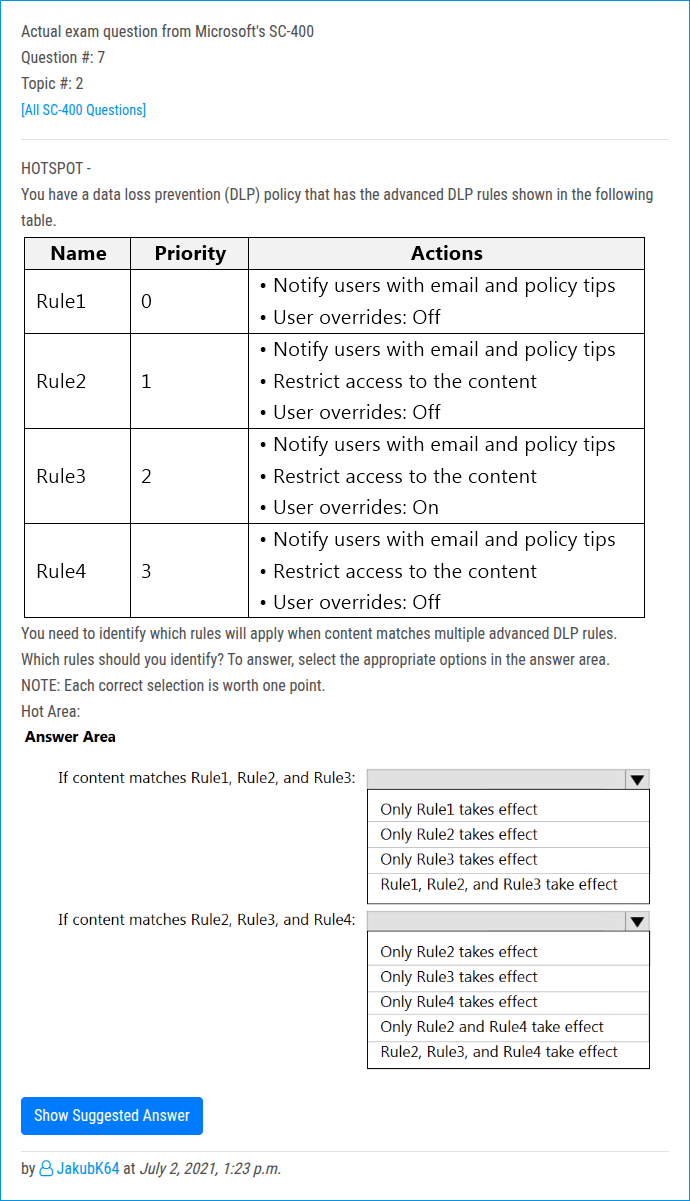 Actual exam question from Microsoft's SC-400
Question #: 7
Topic #: 2
[All SC-400 Questions]
HOTSPOT -
You have a data loss prevention (DLP) policy that has the advanced DLP rules shown in the following
table.
Name Priority Actions
Rule1 0 • Notify users with email and policy tips
• User overrides: Off
Rule2 1 • Notify users with email and policy tips
• Restrict access to the content
• User overrides: Off
Rule3 2 • Notify users with email and policy tips
• Restrict access to the content
• User overrides: On
Rule4 3 • Notify users with email and policy tips
• Restrict access to the content
• User overrides: Off
You need to identify which rules will apply when content matches multiple advanced DLP rules.
Which rules should you identify? To answer, select the appropriate options in the answer area.
NOTE: Each correct selection is worth one point.
Hot Area:
Answer Area
If content matches Rule1, Rule2, and Rule3:
Only Rule1 takes effect
Only Rule2 takes effect
Only Rule3 takes effect
Rule1, Rule2, and Rule3 take effect
If content matches Rule2, Rule3, and Rule4:
Only Rule2 takes effect
Only Rule3 takes effect
Only Rule4 takes effect
Only Rule2 and Rule4 take effect
Rule2, Rule3, and Rule4 take effect
Show Suggested Answer
by JakubK64 at July 2, 2021, 1:23 p.m.